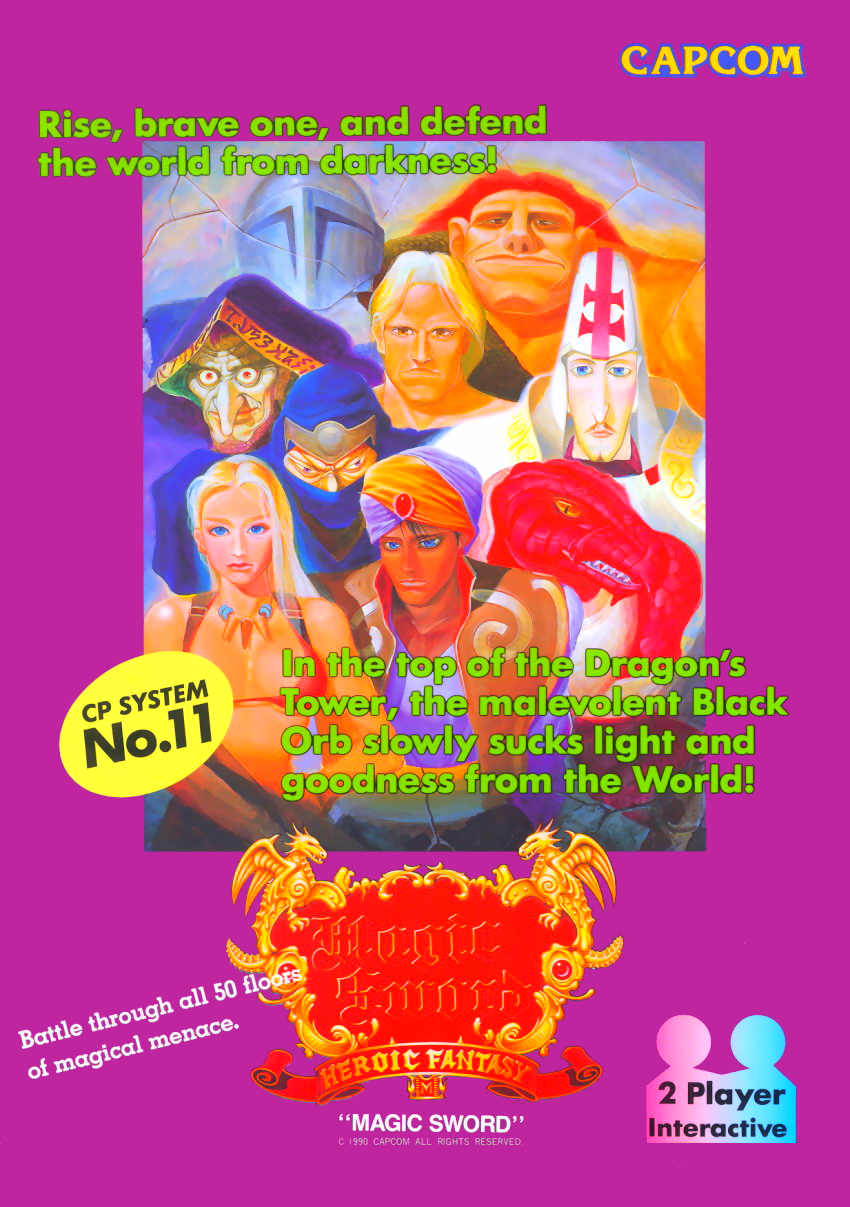 CAPCOM
Rise, brave one, and defend
the world from darkness!
In the top of the Dragon's
Tower, the malevolent Black
Orb slowly sucks light and
goodness from the World!
CP SYSTEM
No.11
Magic
Sword
HEROIC FANTASY
M
Battle through all 50 floors
of magical menace.
"MAGIC SWORD"
C 1990 CAPCOM ALL RIGHTS RESERVED.
2 Player
Interactive